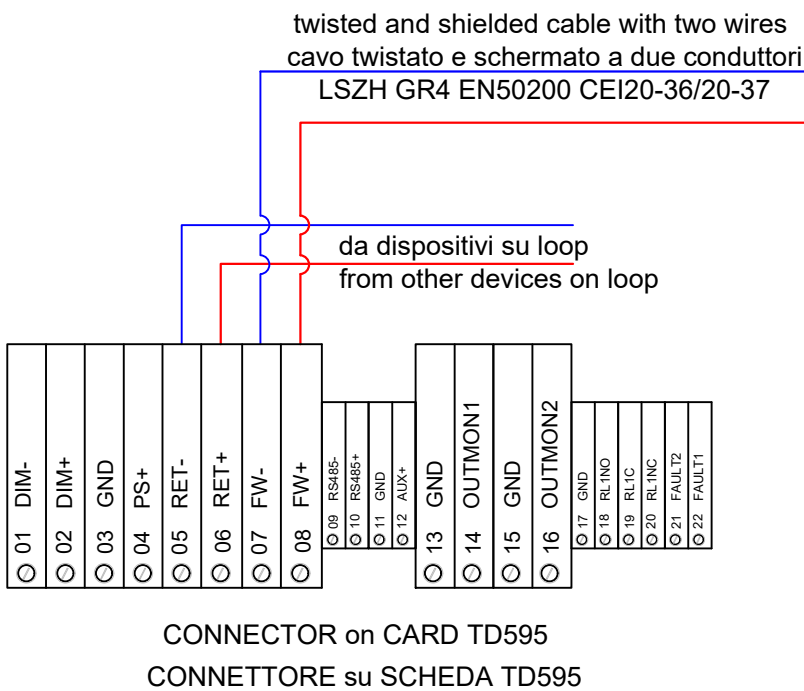 twisted and shielded cable with two wires
cavo twistato e schermato a due conduttori
LSZH GR4 EN50200 CEI20-36/20-37
da dispositivi su loop
from other devices on loop
01 DIM-
02 DIM+
03 GND
04 PS+
05 RET-
06 RET+
07 FW-
08 FW+
09 RS485-
10 RS485+
11 GND
12 AUX+
13 GND
14 OUTMON1
15 GND
16 OUTMON2
17 GND
18 RL1NO
19 RL1C
20 RL1NC
21 FAULT2
22 FAULT1
CONNECTOR on CARD TD595
CONNETTORE su SCHEDA TD595